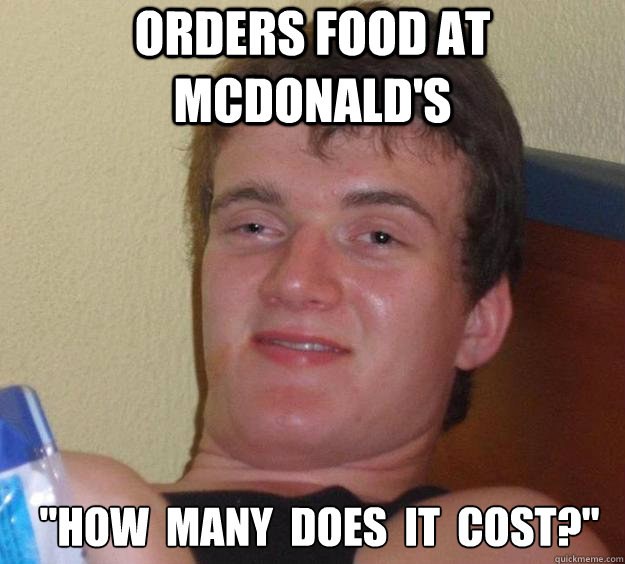 ORDERS FOOD AT
MCDONALD'S
"HOW MANY DOES IT COST?"
quickmeme.com